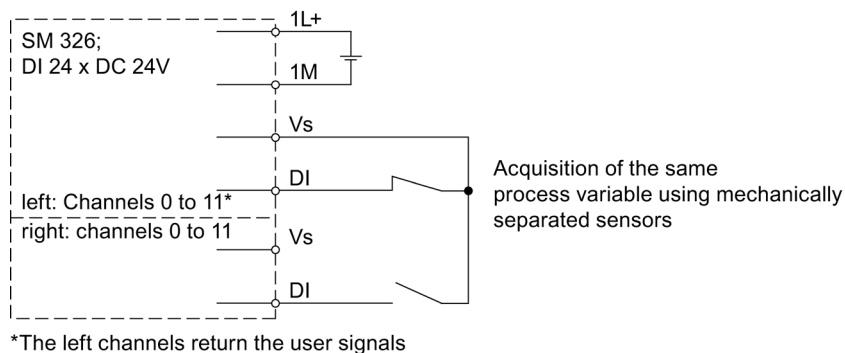 SM 326;
DI 24 x DC 24V
1L+
1M
Vs
DI
left: Channels 0 to 11*
right: channels 0 to 11
Vs
DI
Acquisition of the same
process variable using mechanically
separated sensors
*The left channels return the user signals